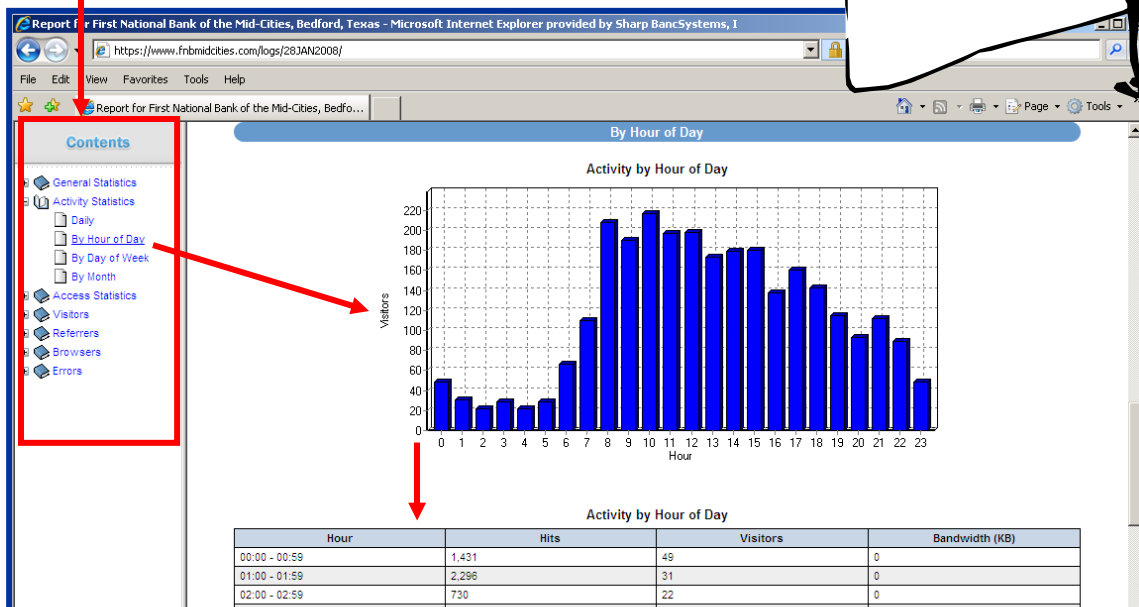 Report for First National Bank of the Mid-Cities, Bedford, Texas - Microsoft Internet Explorer provided by Sharp BancSystems, I
https://www.fnbmidcities.com/logs/28JAN2008/
File Edit View Favorites Tools Help
Report for First National Bank of the Mid-Cities, Bedfo...
Page Tools
Contents
General Statistics
Activity Statistics
Daily
By Hour of Day
By Day of Week
By Month
Access Statistics
Visitors
Referrers
Browsers
Errors
By Hour of Day
Activity by Hour of Day
220
200
180
160
140
120
100
80
60
40
20
0
Visitors
0 1 2 3 4 5 6 7 8 9 10 11 12 13 14 15 16 17 18 19 20 21 22 23
Hour
Activity by Hour of Day
Hour Hits Visitors Bandwidth (KB)
00:00 - 00:59 1,431 49 0
01:00 - 01:59 2,296 31 0
02:00 - 02:59 730 22 0